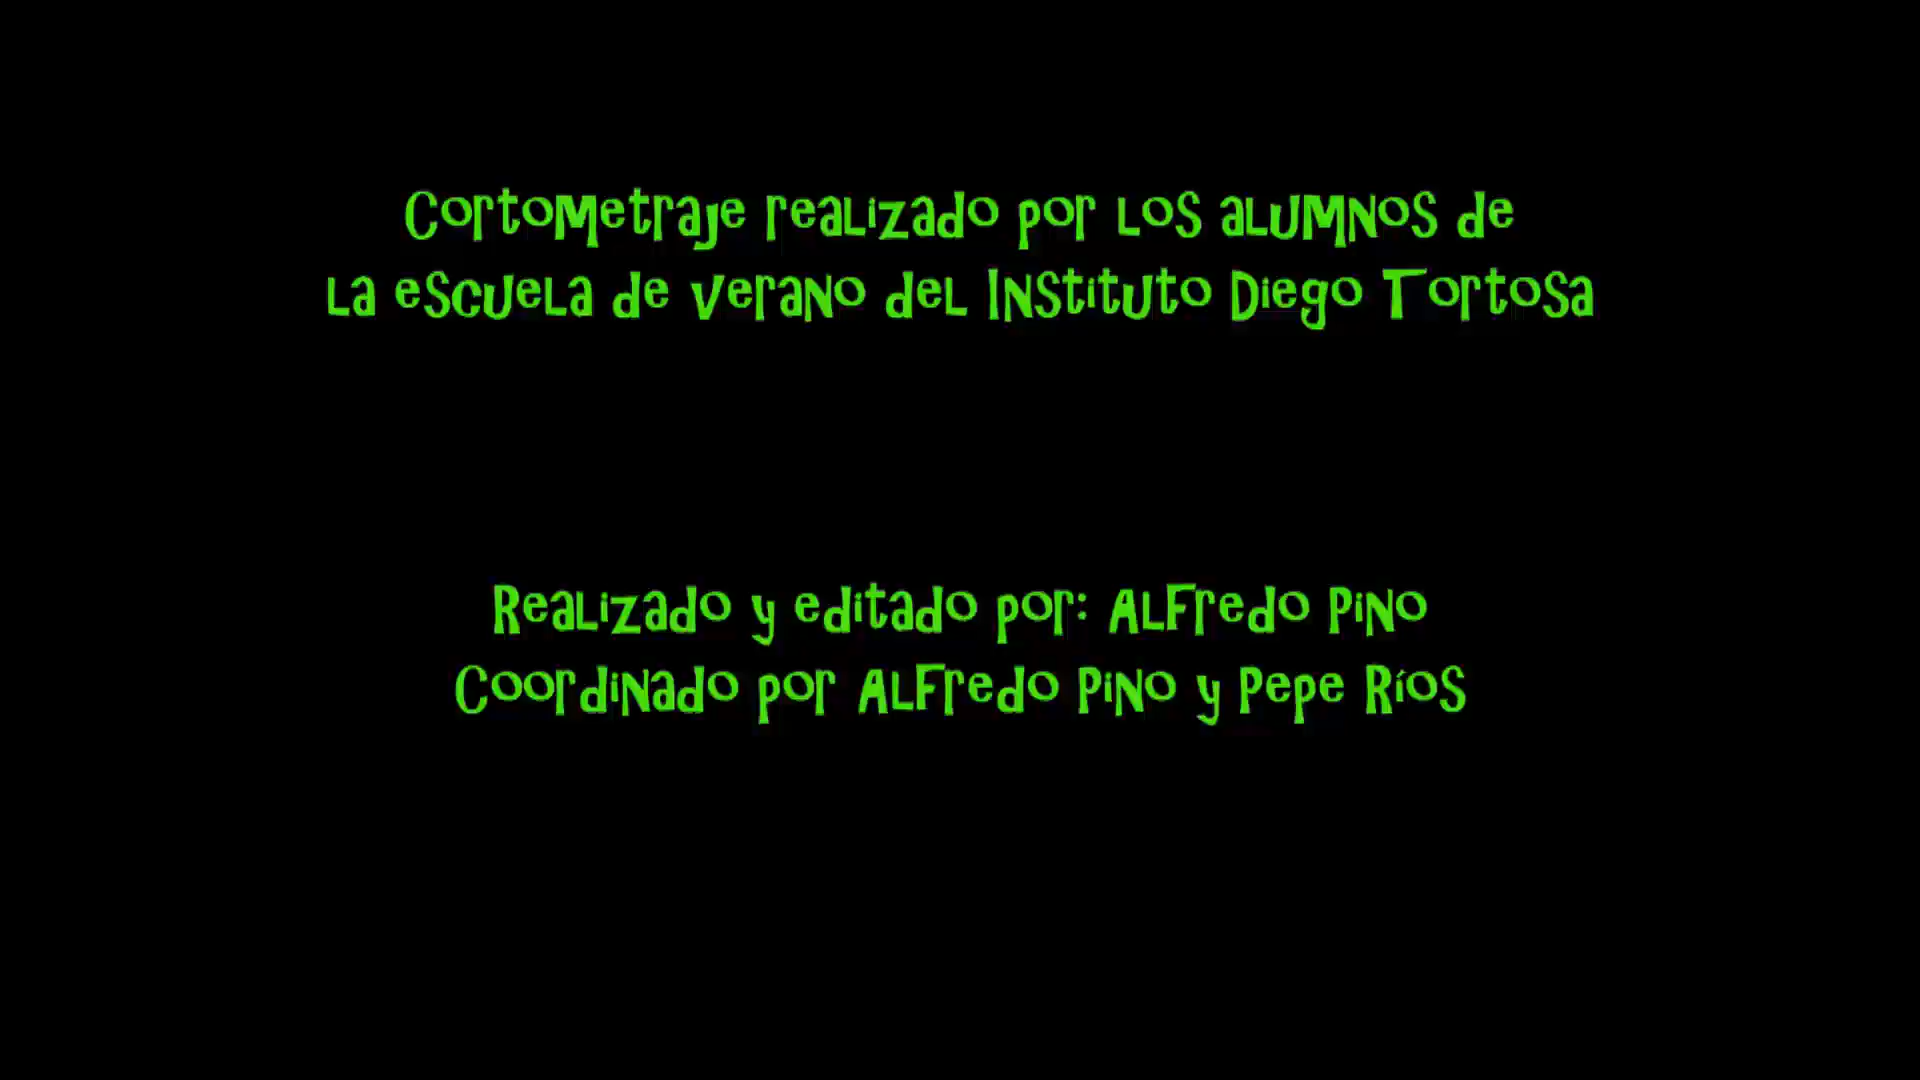 Cortometraje realizado por los alumnos de
la escuela de verano del Instituto Diego Tortosa
Realizado y editado por: Alfredo Pino
Coordinado por Alfredo Pino y Pepe Ríos